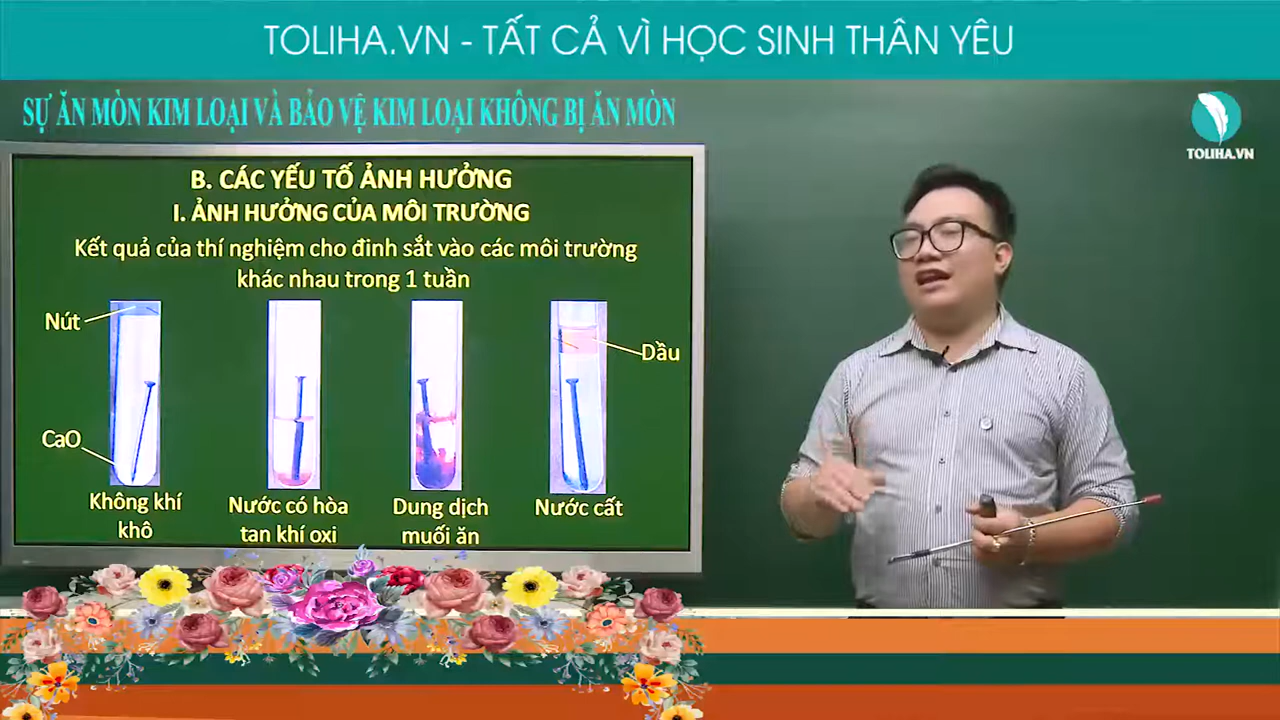 TOLIHA.VN - TẤT CẢ VÌ HỌC SINH THÂN YÊU
SỰ ĂN MÒN KIM LOẠI VÀ BẢO VỆ KIM LOẠI KHÔNG BỊ ĂN MÒN
TOLIHA.VN
B. CÁC YẾU TỐ ẢNH HƯỞNG
I. ẢNH HƯỞNG CỦA MÔI TRƯỜNG
Kết quả của thí nghiệm cho đinh sắt vào các môi trường
khác nhau trong 1 tuần
Nút
Dầu
CaO
Không khí
khô
Nước có hòa
tan khí oxi
Dung dịch
muối ăn
Nước cất